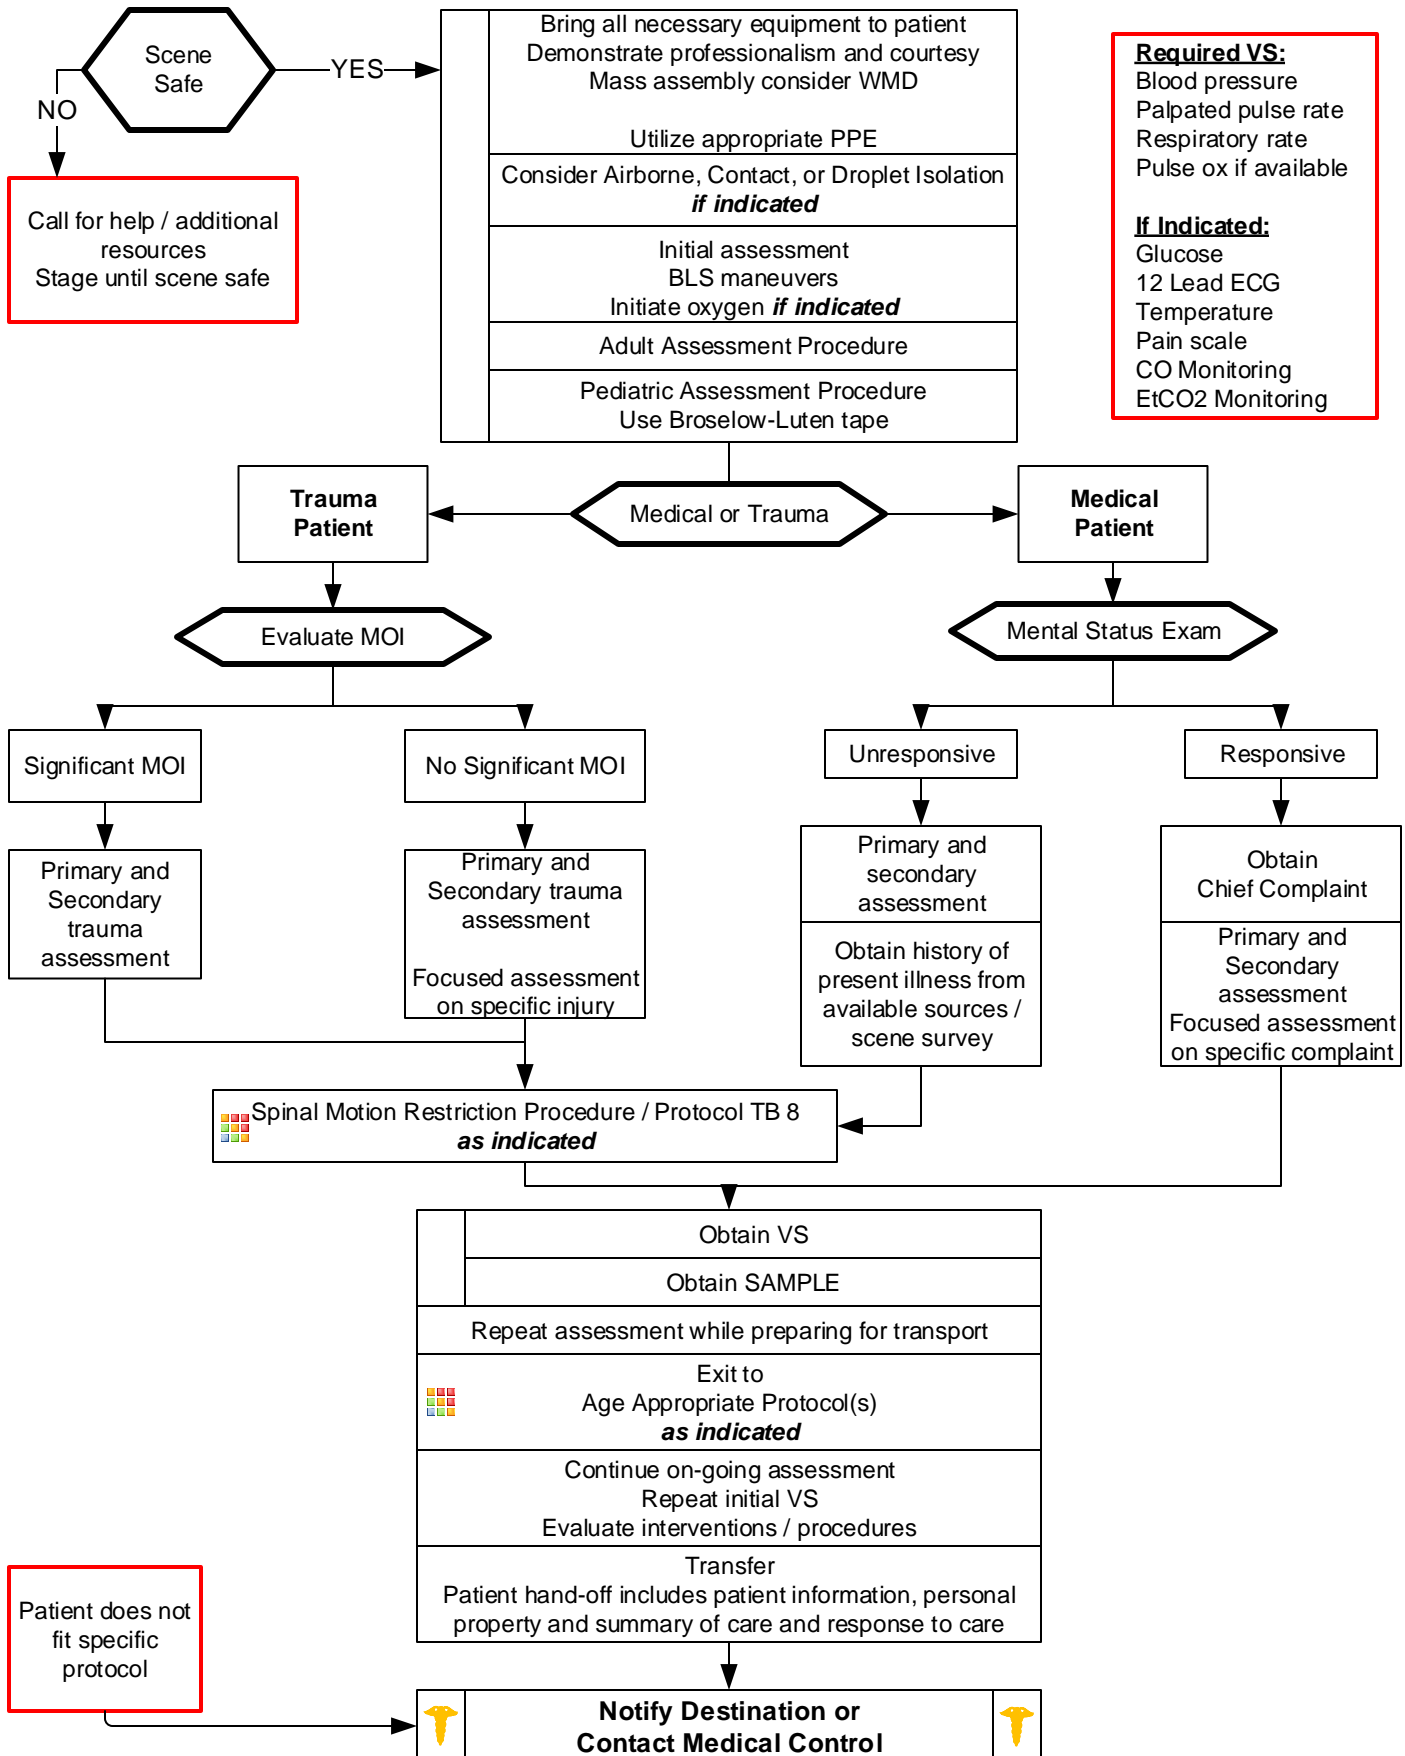 Scene
Safe
YES
NO
Call for help / additional
resources
Stage until scene safe
Bring all necessary equipment to patient
Demonstrate professionalism and courtesy
Mass assembly consider WMD
Utilize appropriate PPE
Consider Airborne, Contact, or Droplet Isolation
if indicated
Initial assessment
BLS maneuvers
Initiate oxygen if indicated
Adult Assessment Procedure
Pediatric Assessment Procedure
Use Broselow-Luten tape
Required VS:
Blood pressure
Palpated pulse rate
Respiratory rate
Pulse ox if available
If Indicated:
Glucose
12 Lead ECG
Temperature
Pain scale
CO Monitoring
EtCO2 Monitoring
Trauma
Patient
Medical or Trauma
Medical
Patient
Evaluate MOI
Mental Status Exam
Significant MOI
No Significant MOI
Unresponsive
Responsive
Primary and
Secondary
trauma
assessment
Primary and
Secondary trauma
assessment
Focused assessment
on specific injury
Primary and
secondary
assessment
Obtain history of
present illness from
available sources /
scene survey
Obtain
Chief Complaint
Primary and
Secondary
assessment
Focused assessment
on specific complaint
Spinal Motion Restriction Procedure / Protocol TB 8
as indicated
Obtain VS
Obtain SAMPLE
Repeat assessment while preparing for transport
Exit to
Age Appropriate Protocol(s)
as indicated
Continue on-going assessment
Repeat initial VS
Evaluate interventions / procedures
Transfer
Patient hand-off includes patient information, personal
property and summary of care and response to care
Patient does not
fit specific
protocol
Notify Destination or
Contact Medical Control